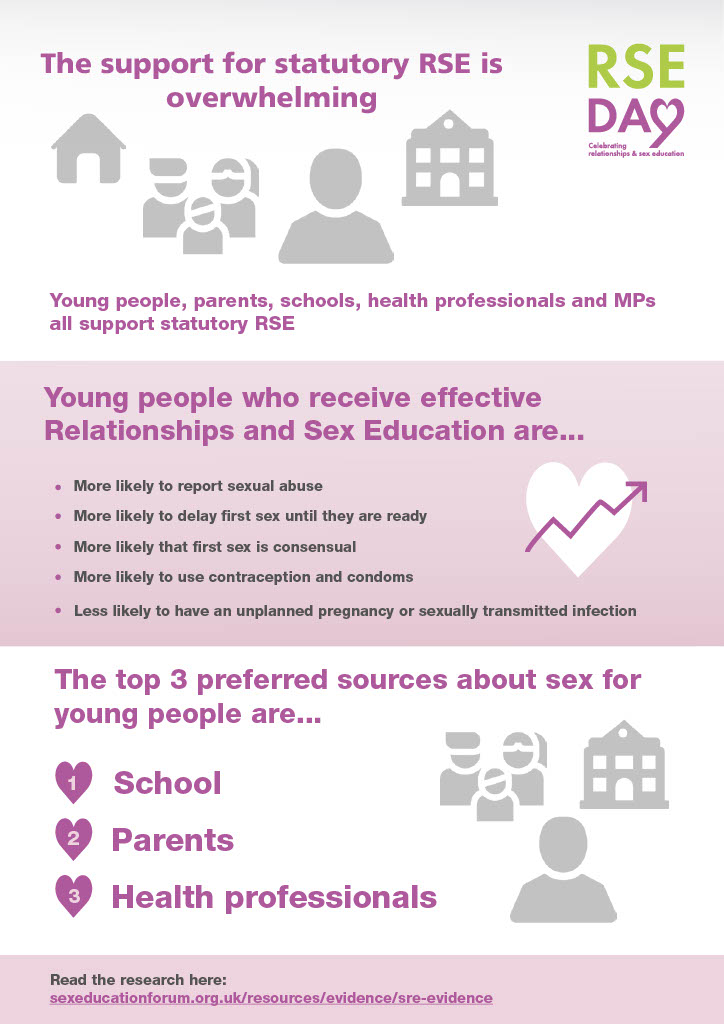 The support for statutory RSE is
overwhelming
RSE
DAY
Celebrating
relationships & sex education
Young people, parents, schools, health professionals and MPs
all support statutory RSE
Young people who receive effective
Relationships and Sex Education are...
• More likely to report sexual abuse
• More likely to delay first sex until they are ready
• More likely that first sex is consensual
• More likely to use contraception and condoms
• Less likely to have an unplanned pregnancy or sexually transmitted infection
The top 3 preferred sources about sex for
young people are...
1 School
2 Parents
3 Health professionals
Read the research here:
sexeducationforum.org.uk/resources/evidence/sre-evidence